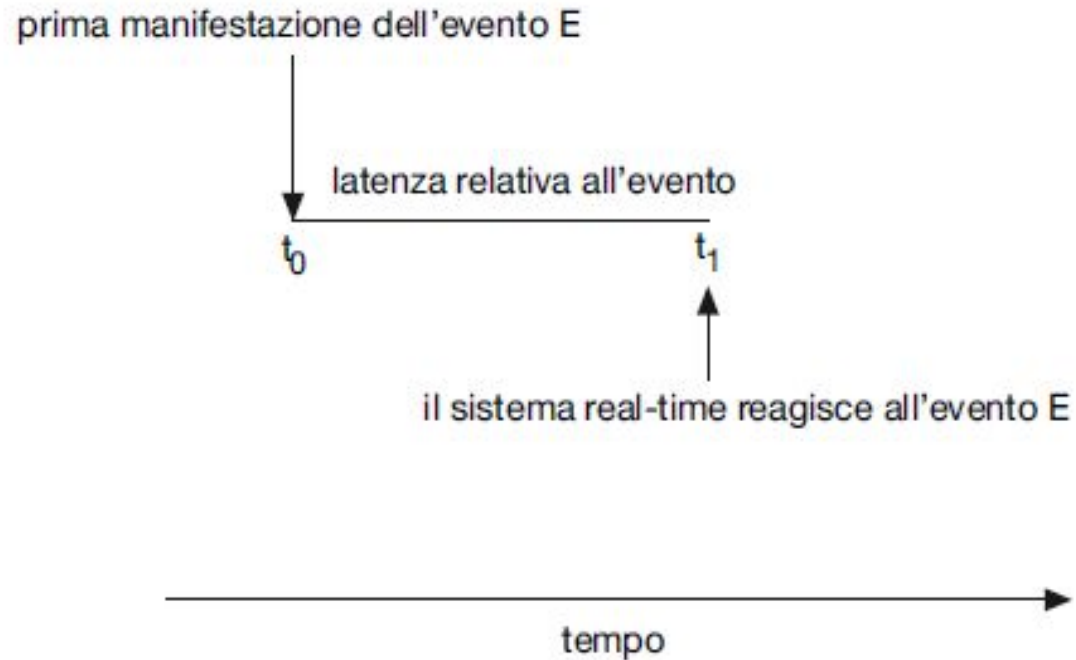 prima manifestazione dell'evento E
latenza relativa all'evento
t0
t1
il sistema real-time reagisce all'evento E
tempo